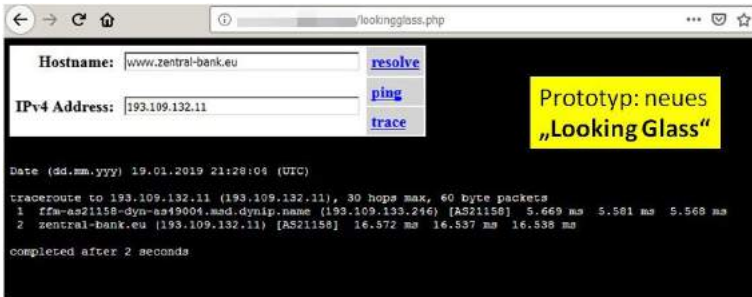 /lookingglass.php
Hostname: www.zentral-bank.eu resolve
ping
IPv4 Address: 193.109.132.11
trace
Prototyp: neues
„Looking Glass“
Date (dd.mm.yyy) 19.01.2019 21:28:04 (UTC)
traceroute to 193.109.132.11 (193.109.132.11), 30 hops max, 60 byte packets
1 ffm-as21158-dyn-as49004.msd.dynip.name (193.109.133.246) [AS21158] 5.669 ms 5.581 ms 5.568 ms
2 zentral-bank.eu (193.109.132.11) [AS21158] 16.572 ms 16.537 ms 16.538 ms
completed after 2 seconds